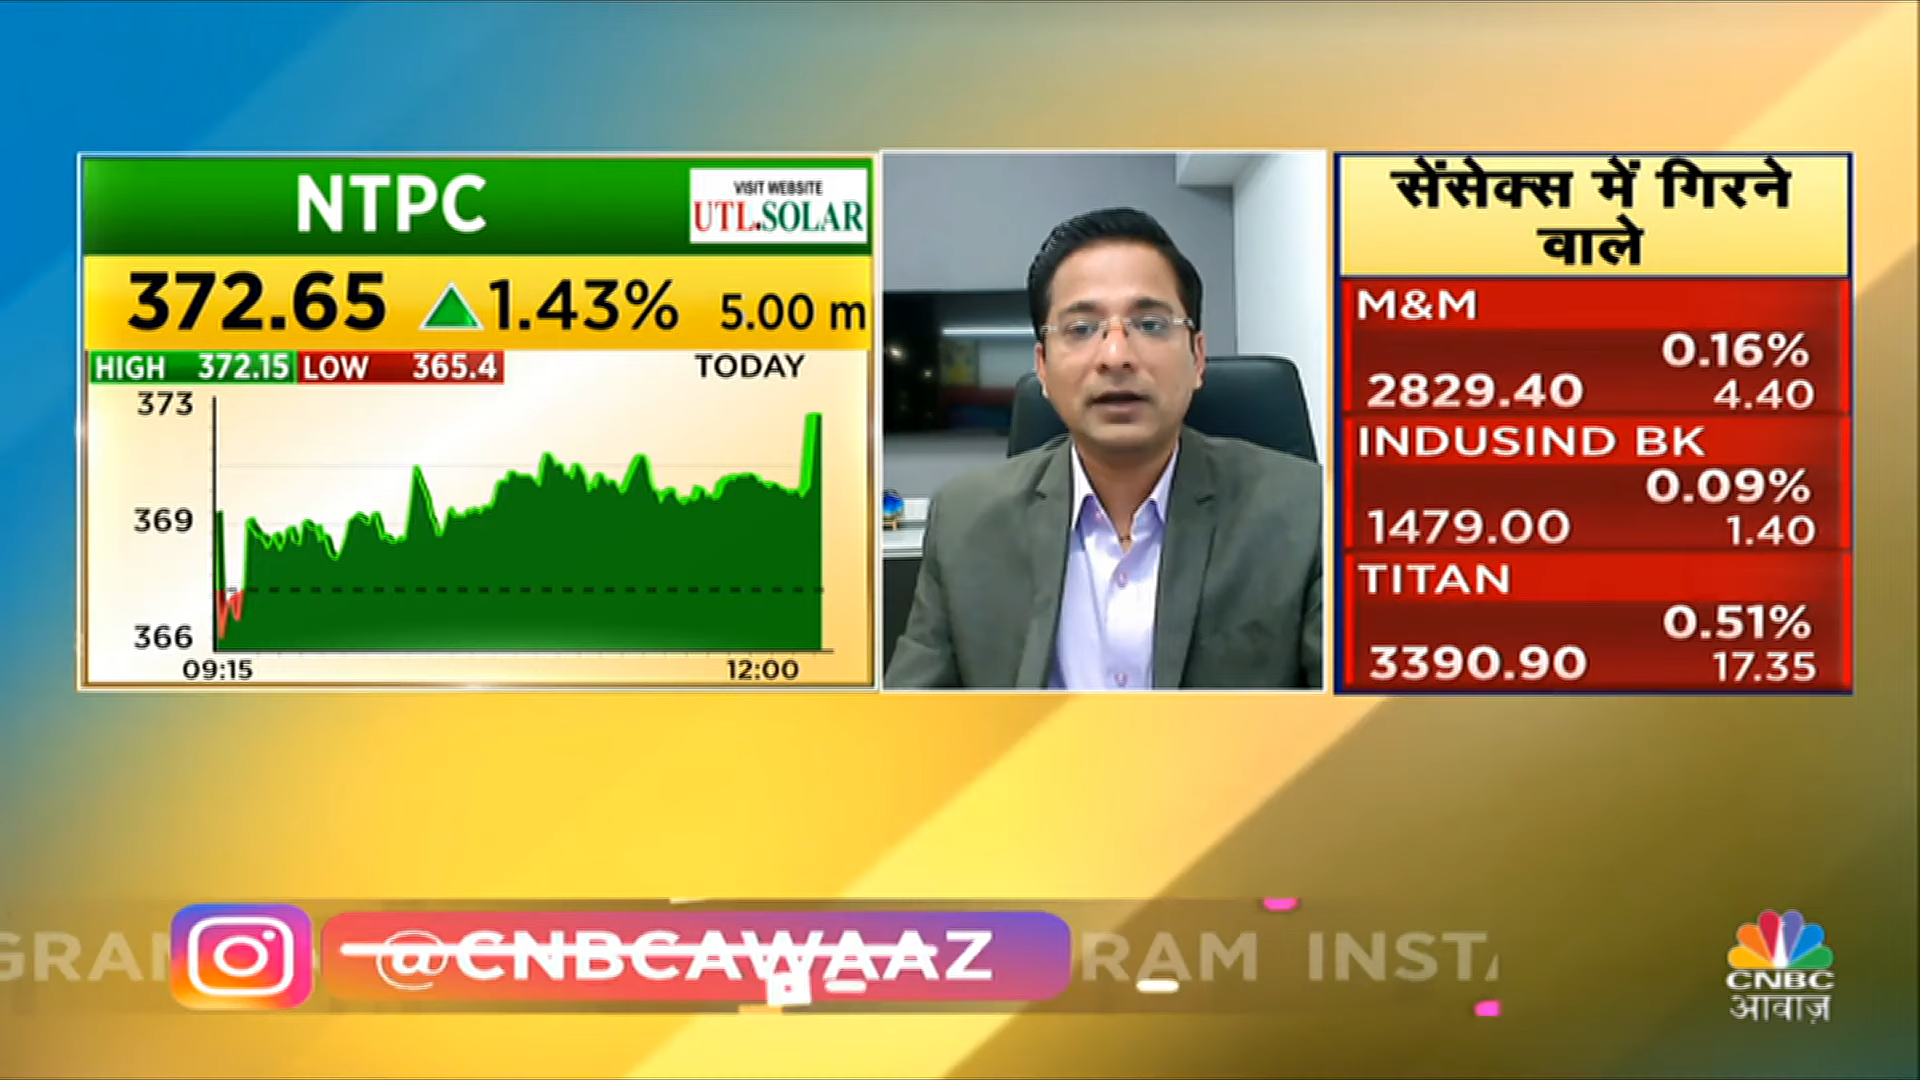 NTPC
VISIT WEBSITE
UTL.SOLAR
372.65 ▲ 1.43% 5.00 m
HIGH 372.15 LOW 365.4 TODAY
373
369
366
09:15 12:00
सेंसेक्स में गिरने
वाले
M&M
0.16%
2829.40 4.40
INDUSIND BK
0.09%
1479.00 1.40
TITAN
0.51%
3390.90 17.35
GRAM @CNBCAWAAZ RAM INSTA
CNBC
आवाज़